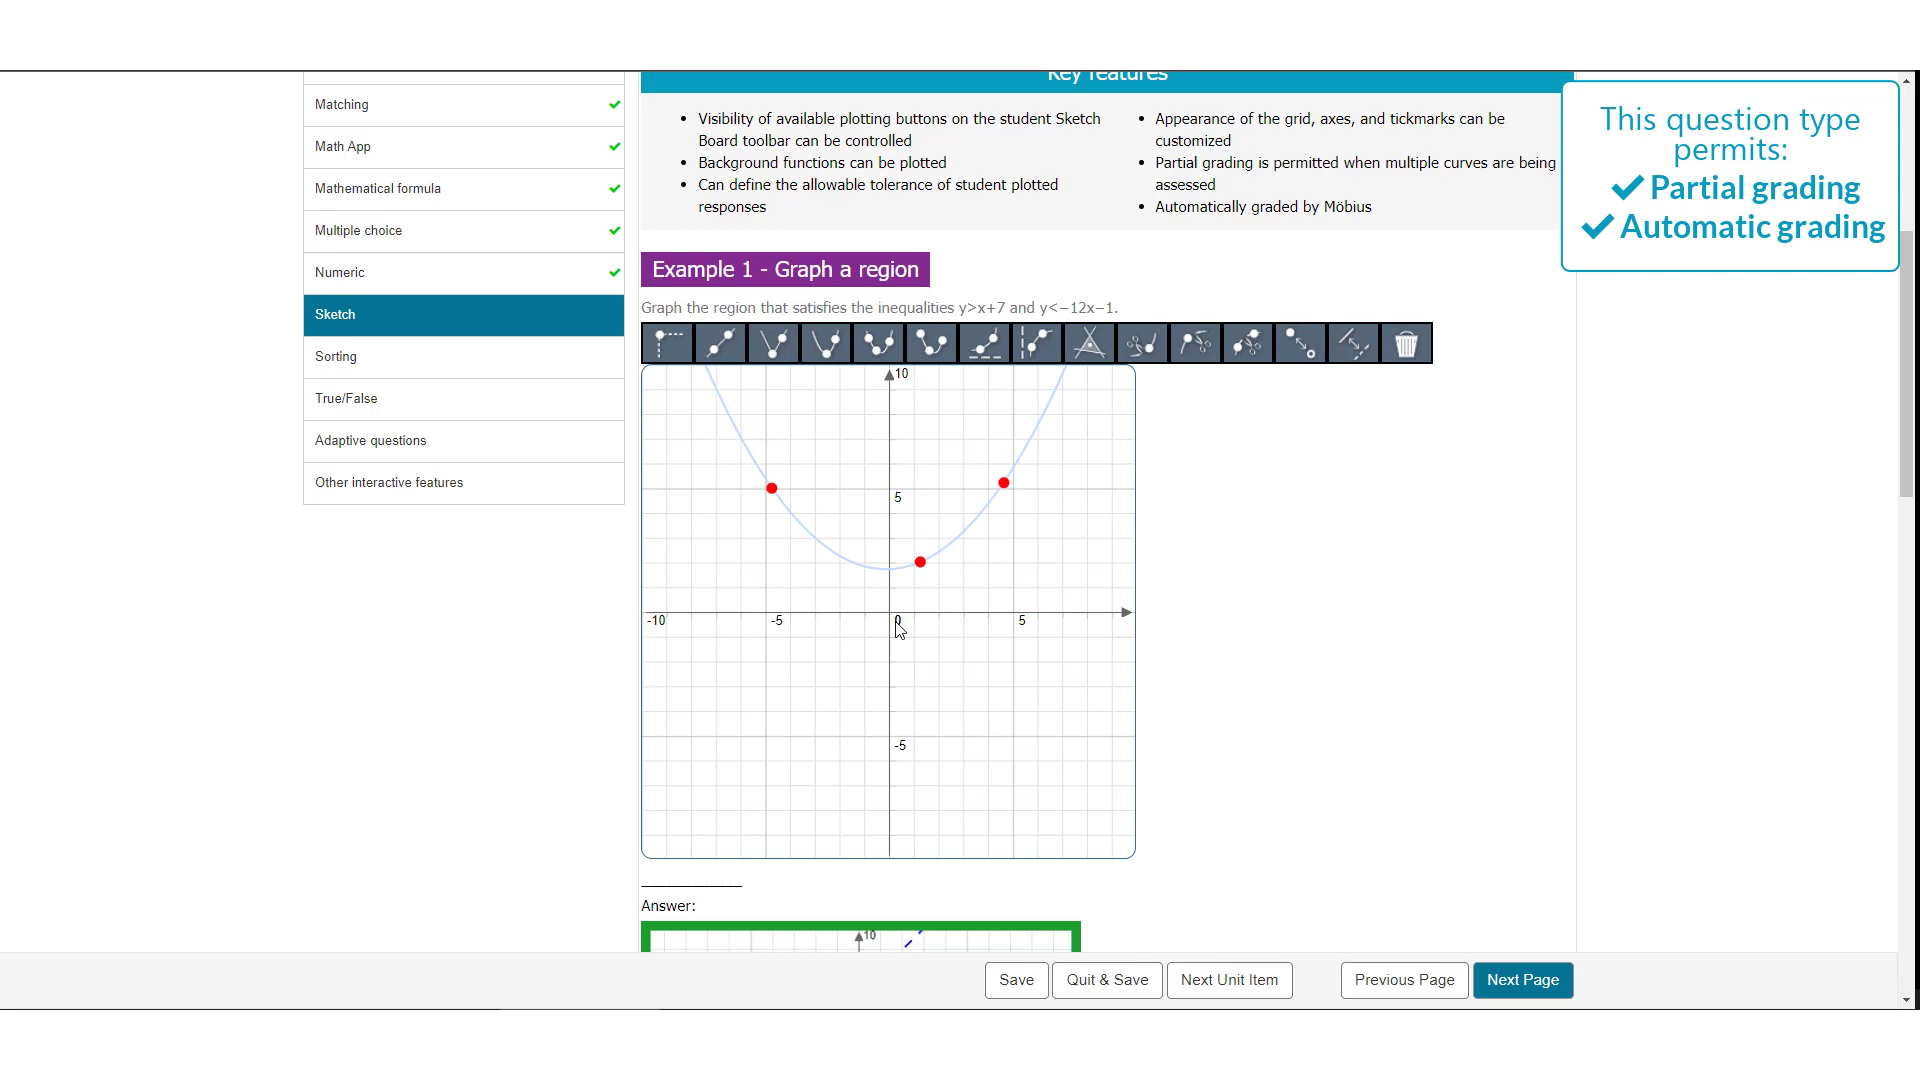 Key features
Matching
Math App
Mathematical formula
Multiple choice
Numeric
Sketch
Sorting
True/False
Adaptive questions
Other interactive features
Visibility of available plotting buttons on the student Sketch
Board toolbar can be controlled
Background functions can be plotted
Can define the allowable tolerance of student plotted
responses
Appearance of the grid, axes, and tickmarks can be
customized
Partial grading is permitted when multiple curves are being
assessed
Automatically graded by Möbius
This question type
permits:
Partial grading
Automatic grading
Example 1 - Graph a region
Graph the region that satisfies the inequalities y>x+7 and y<−12x−1.
10
5
-10
-5
0
5
-5
Answer:
10
Save
Quit & Save
Next Unit Item
Previous Page
Next Page